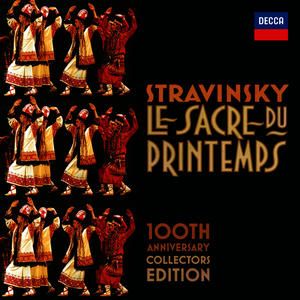 DECCA
STRAVINSKY
LE SACRE DU
PRINTEMPS
100TH
ANNIVERSARY
COLLECTORS
EDITION